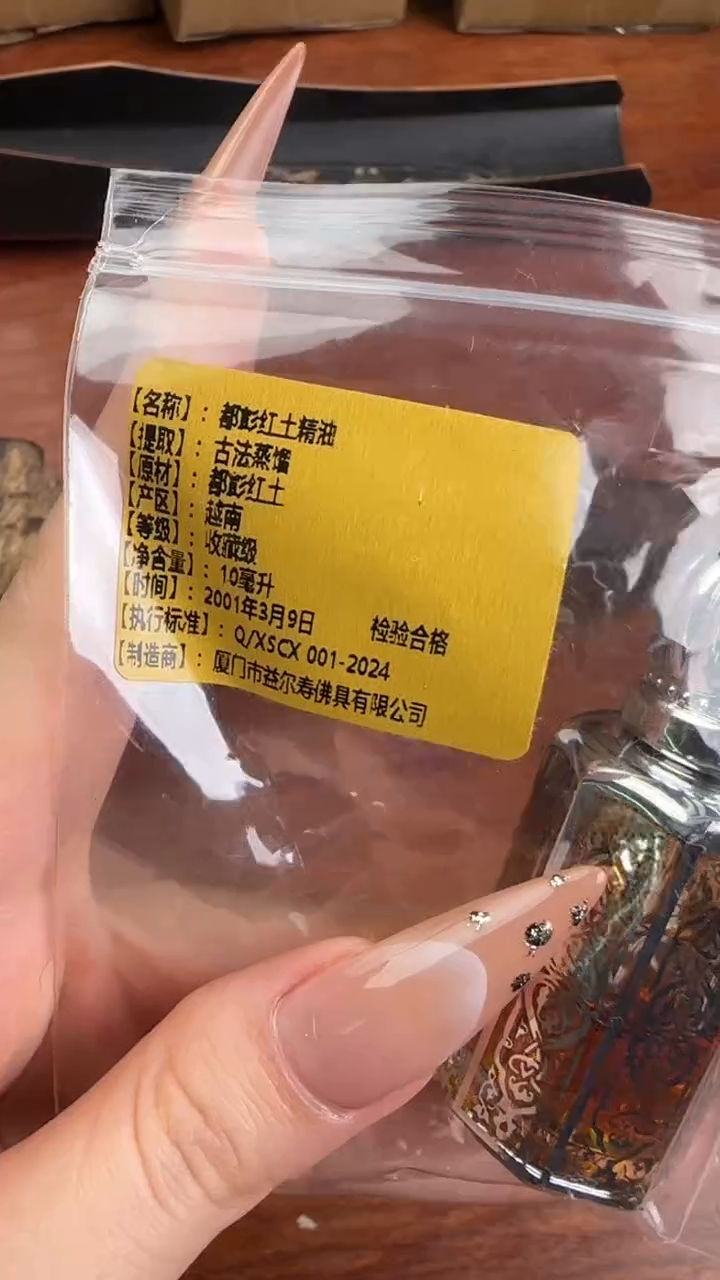 【名称】：都彭红土精油
【提取】：古法蒸馏
【原材】：都彭红土
【产区】：越南
【等级】：收藏级
【净含量】：10毫升
【时间】：2001年3月9日 检验合格
【执行标准】：Q/XSCX 001-2024
【制造商】：厦门市益尔寿佛具有限公司